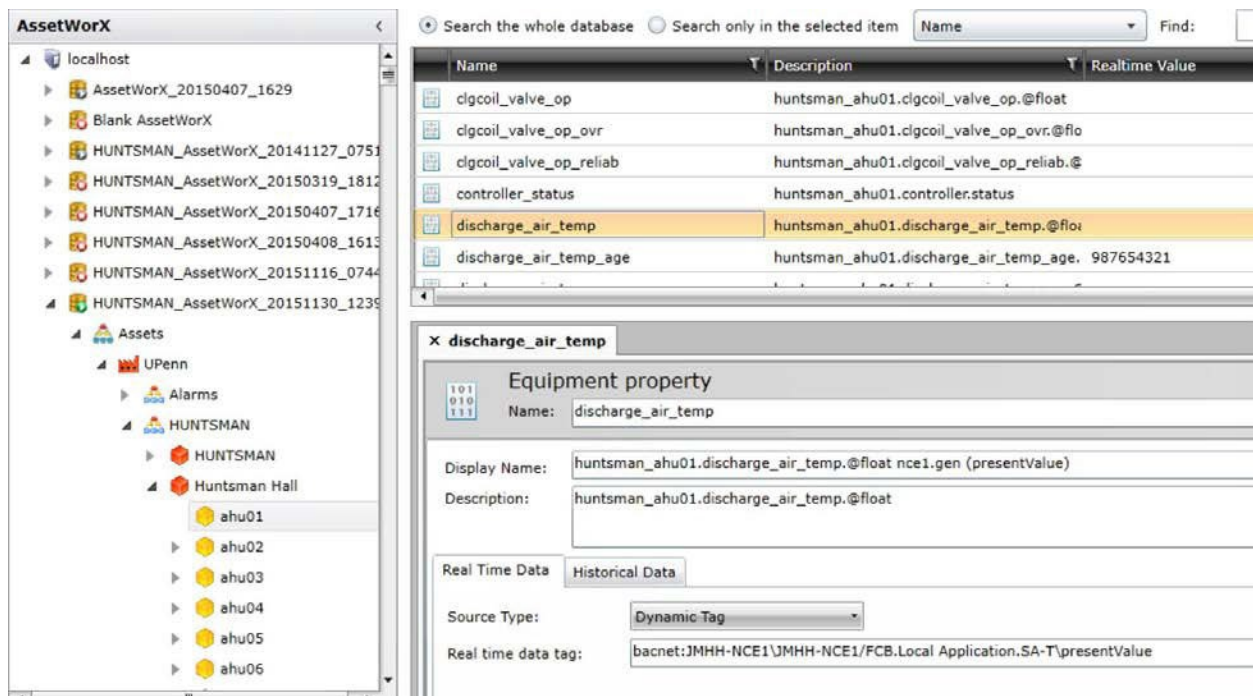 AssetWorX
localhost
AssetWorX_20150407_1629
Blank AssetWorX
HUNTSMAN_AssetWorX_20141127_0751
HUNTSMAN_AssetWorX_20150319_1812
HUNTSMAN_AssetWorX_20150407_1716
HUNTSMAN_AssetWorX_20150408_1613
HUNTSMAN_AssetWorX_20151116_0744
HUNTSMAN_AssetWorX_20151130_1239
Assets
UPenn
Alarms
HUNTSMAN
HUNTSMAN
Huntsman Hall
ahu01
ahu02
ahu03
ahu04
ahu05
ahu06
Search the whole database Search only in the selected item Name Find:
Name Description Realtime Value
clgcoil_valve_op huntsman_ahu01.clgcoil_valve_op.@float
clgcoil_valve_op_ovr huntsman_ahu01.clgcoil_valve_op_ovr.@flo
clgcoil_valve_op_reliab huntsman_ahu01.clgcoil_valve_op_reliab.@
controller_status huntsman_ahu01.controller.status
discharge_air_temp huntsman_ahu01.discharge_air_temp.@floa
discharge_air_temp_age huntsman_ahu01.discharge_air_temp_age. 987654321
x discharge_air_temp
101
010
111
Equipment property
Name: discharge_air_temp
Display Name: huntsman_ahu01.discharge_air_temp.@float nce1.gen (presentValue)
Description: huntsman_ahu01.discharge_air_temp.@float
Real Time Data Historical Data
Source Type: Dynamic Tag
Real time data tag: bacnet:JMHH-NCE1\JMHH-NCE1/FCB.Local Application.SA-T\presentValue